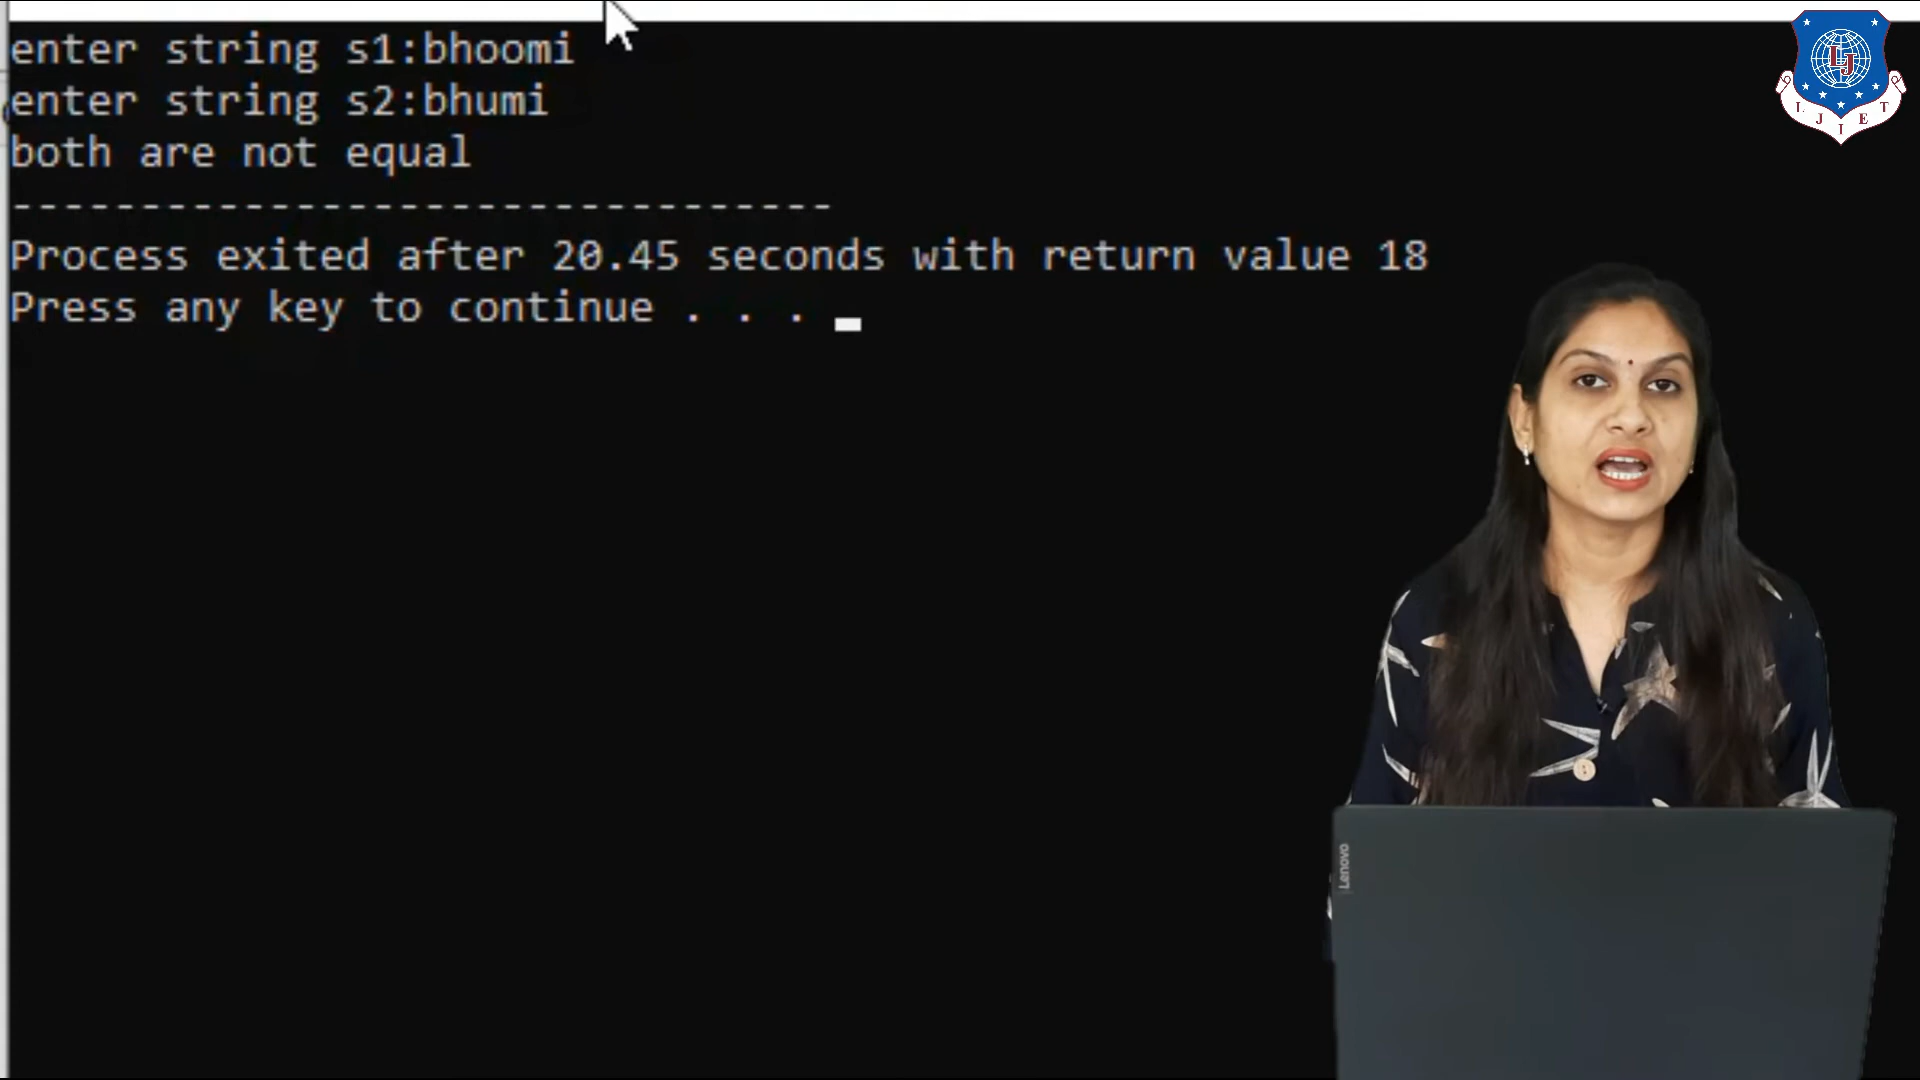 enter string s1:bhoomi
enter string s2:bhumi
both are not equal
--------------------------------
Process exited after 20.45 seconds with return value 18
Press any key to continue . . .
LJ
L J I E T
Lenovo